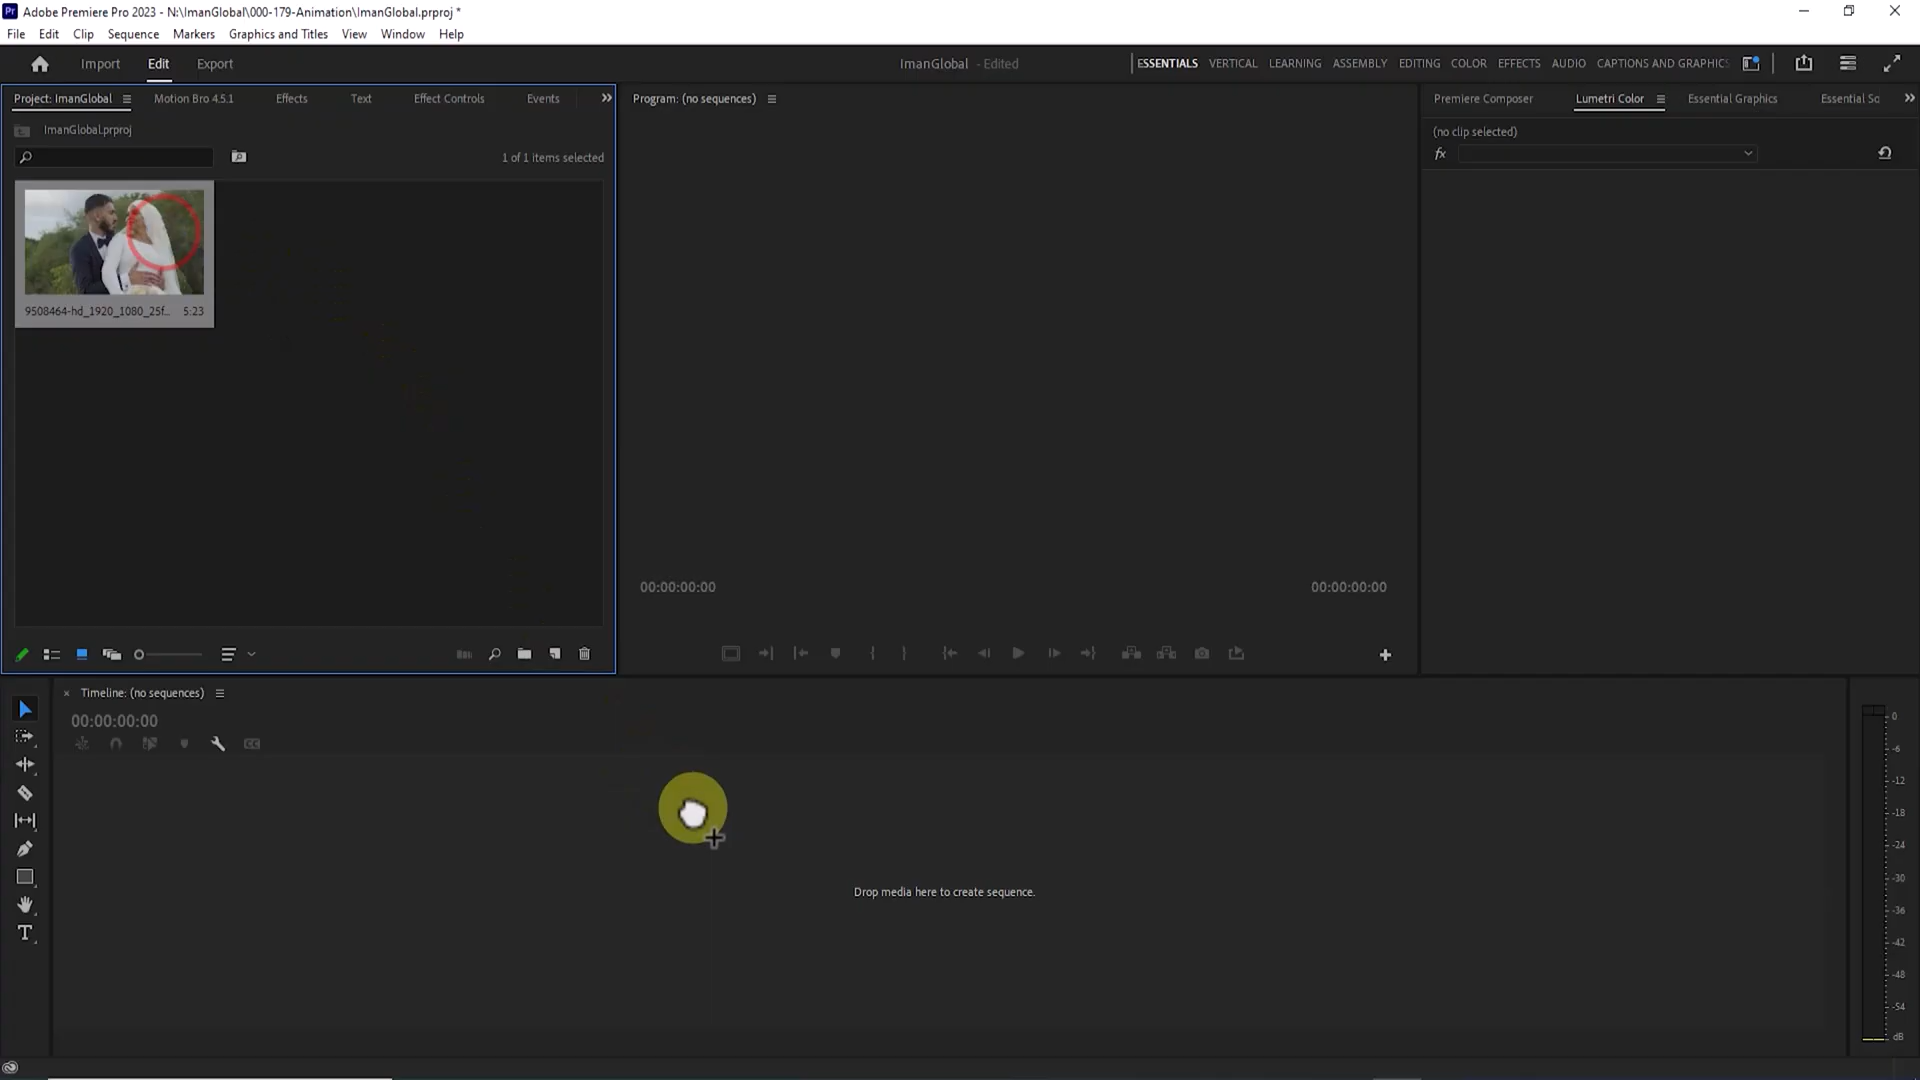 Adobe Premiere Pro 2023 - N:\ImanGlobal\000-179-Animation\ImanGlobal.prproj *
File Edit Clip Sequence Markers Graphics and Titles View Window Help
Import Edit Export
ImanGlobal - Edited
ESSENTIALS VERTICAL LEARNING ASSEMBLY EDITING COLOR EFFECTS AUDIO CAPTIONS AND GRAPHICS
Project: ImanGlobal Motion Bro 4.5.1 Effects Text Effect Controls Events
Program: (no sequences)
Premiere Composer Lumetri Color Essential Graphics Essential So
ImanGlobal.prproj
(no clip selected)
fx
1 of 1 items selected
9508464-hd_1920_1080_25f... 5:23
00:00:00:00 00:00:00:00
Timeline: (no sequences)
00:00:00:00
Drop media here to create sequence.
0
-6
-12
-18
-24
-30
-36
-42
-48
-54
dB